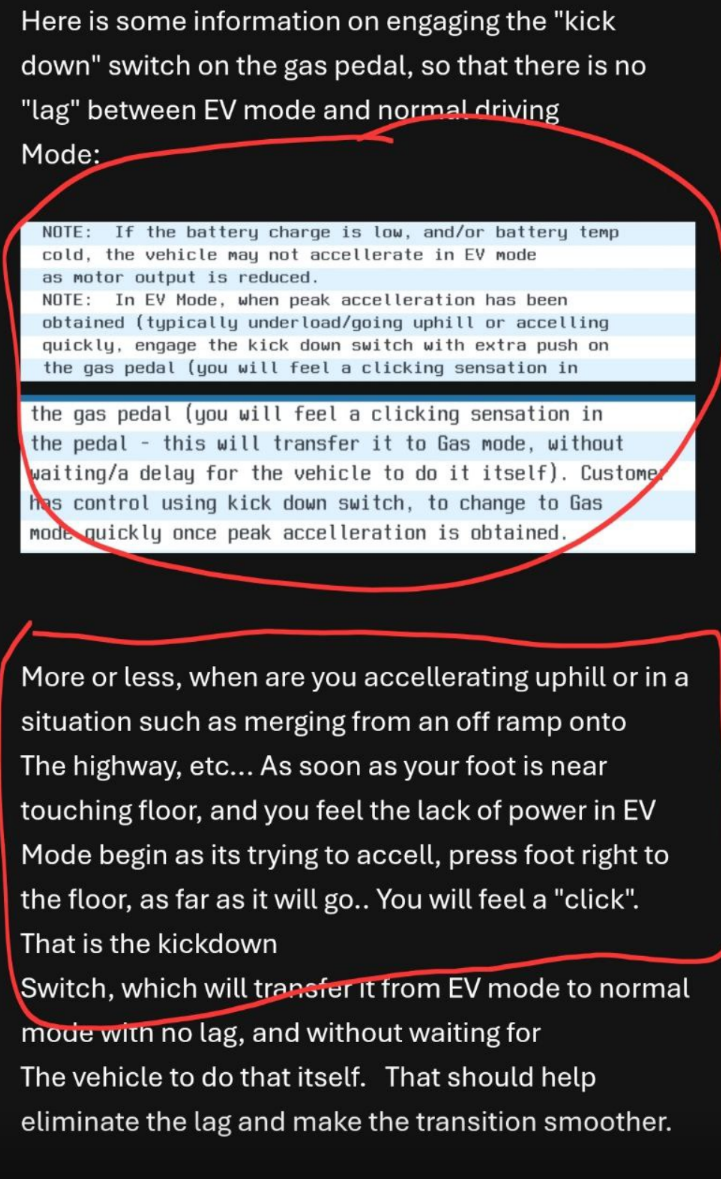 Here is some information on engaging the "kick
down" switch on the gas pedal, so that there is no
"lag" between EV mode and normal driving
Mode:
NOTE: If the battery charge is low, and/or battery temp
cold, the vehicle may not accellerate in EV mode
as motor output is reduced.
NOTE: In EV Mode, when peak accelleration has been
obtained (typically underload/going uphill or accelling
quickly, engage the kick down switch with extra push on
the gas pedal (you will feel a clicking sensation in
the gas pedal (you will feel a clicking sensation in
the pedal - this will transfer it to Gas mode, without
waiting/a delay for the vehicle to do it itself). Customer
has control using kick down switch, to change to Gas
mode quickly once peak accelleration is obtained.
More or less, when are you accellerating uphill or in a
situation such as merging from an off ramp onto
The highway, etc... As soon as your foot is near
touching floor, and you feel the lack of power in EV
Mode begin as its trying to accell, press foot right to
the floor, as far as it will go.. You will feel a "click".
That is the kickdown
Switch, which will transfer it from EV mode to normal
mode with no lag, and without waiting for
The vehicle to do that itself. That should help
eliminate the lag and make the transition smoother.